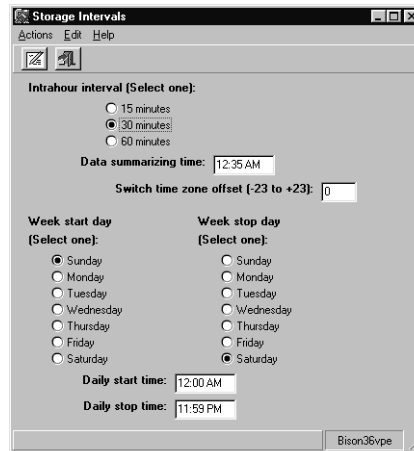 Storage Intervals
Actions Edit Help
Intrahour interval (Select one):
15 minutes
30 minutes
60 minutes
Data summarizing time: 12:35 AM
Switch time zone offset (-23 to +23): 0
Week start day Week stop day
(Select one): (Select one):
Sunday Sunday
Monday Monday
Tuesday Tuesday
Wednesday Wednesday
Thursday Thursday
Friday Friday
Saturday Saturday
Daily start time: 12:00 AM
Daily stop time: 11:59 PM
Bison36vpe